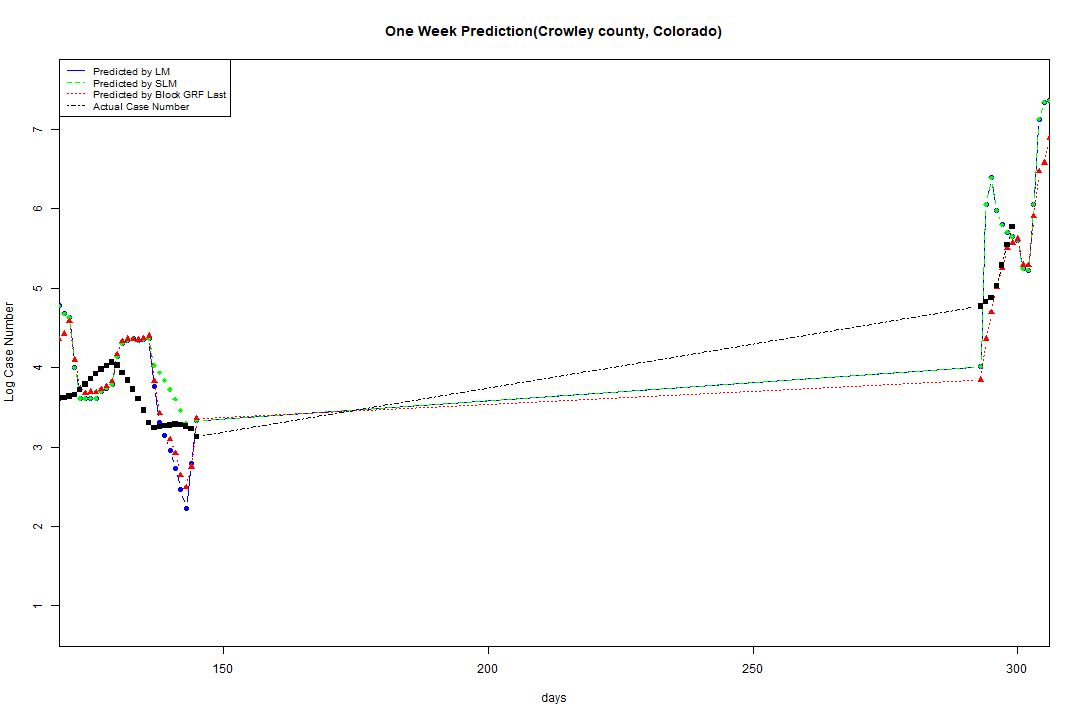 One Week Prediction(Crowley county, Colorado)
Predicted by LM
Predicted by SLM
Predicted by Block GRF Last
Actual Case Number
Log Case Number
7
6
5
4
3
2
1
150 200 250 300
days